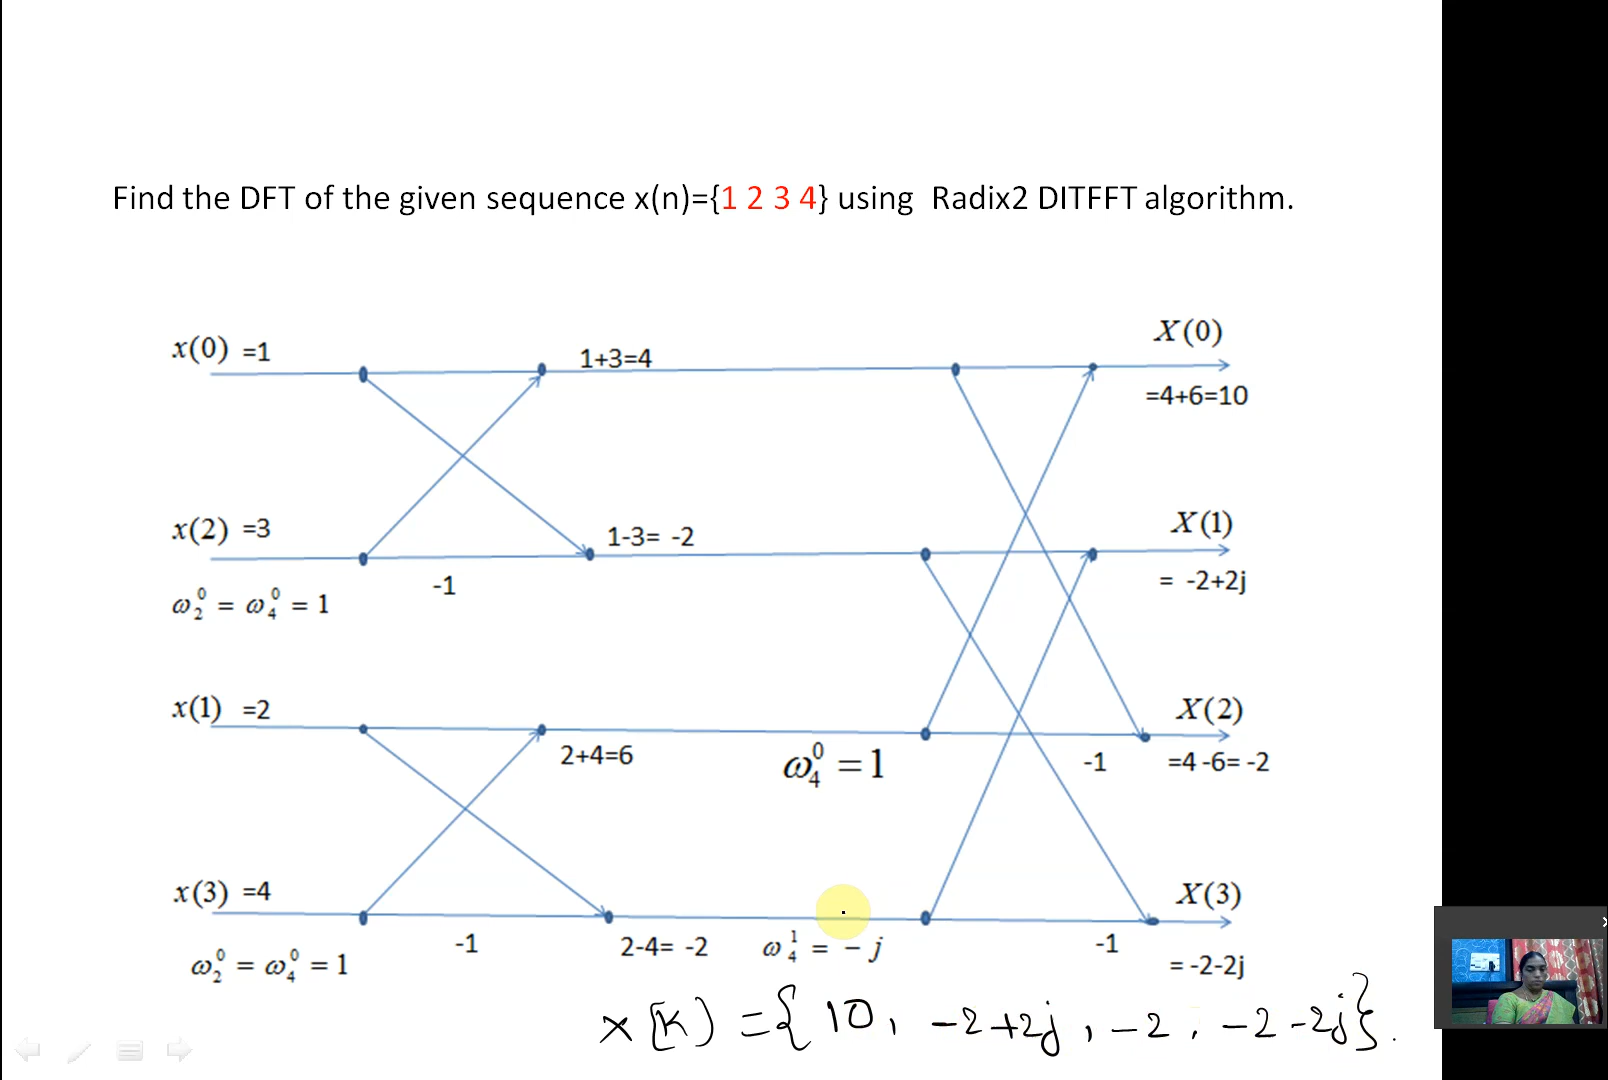 Find the DFT of the given sequence x(n)={1 2 3 4} using Radix2 DITFFT algorithm.
x(0) =1
1+3=4
X(0)
=4+6=10
x(2) =3
1-3= -2
X(1)
-1
= -2+2j
ω₂⁰ = ω₄⁰ = 1
x(1) =2
2+4=6
ω₄⁰ = 1
X(2)
-1
=4 -6= -2
x(3) =4
X(3)
-1
2-4= -2
ω₄¹ = - j
-1
= -2-2j
ω₂⁰ = ω₄⁰ = 1
X[K) = {10, -2+2j, -2, -2-2j}.